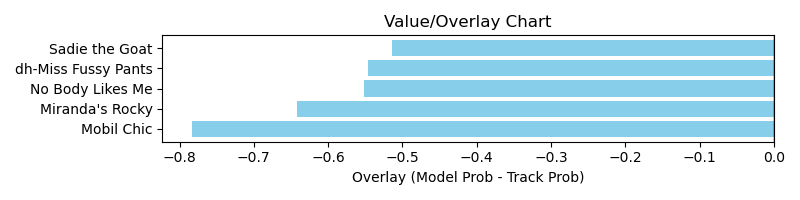 Value/Overlay Chart
Sadie the Goat
dh-Miss Fussy Pants
No Body Likes Me
Miranda's Rocky
Mobil Chic
−0.8 −0.7 −0.6 −0.5 −0.4 −0.3 −0.2 −0.1 0.0
Overlay (Model Prob - Track Prob)